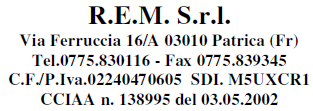 R.E.M. S.r.l.
Via Ferruccia 16/A 03010 Patrica (Fr)
Tel.0775.830116 - Fax 0775.839345
C.F./P.Iva.02240470605 SDI. M5UXCR1
CCIAA n. 138995 del 03.05.2002